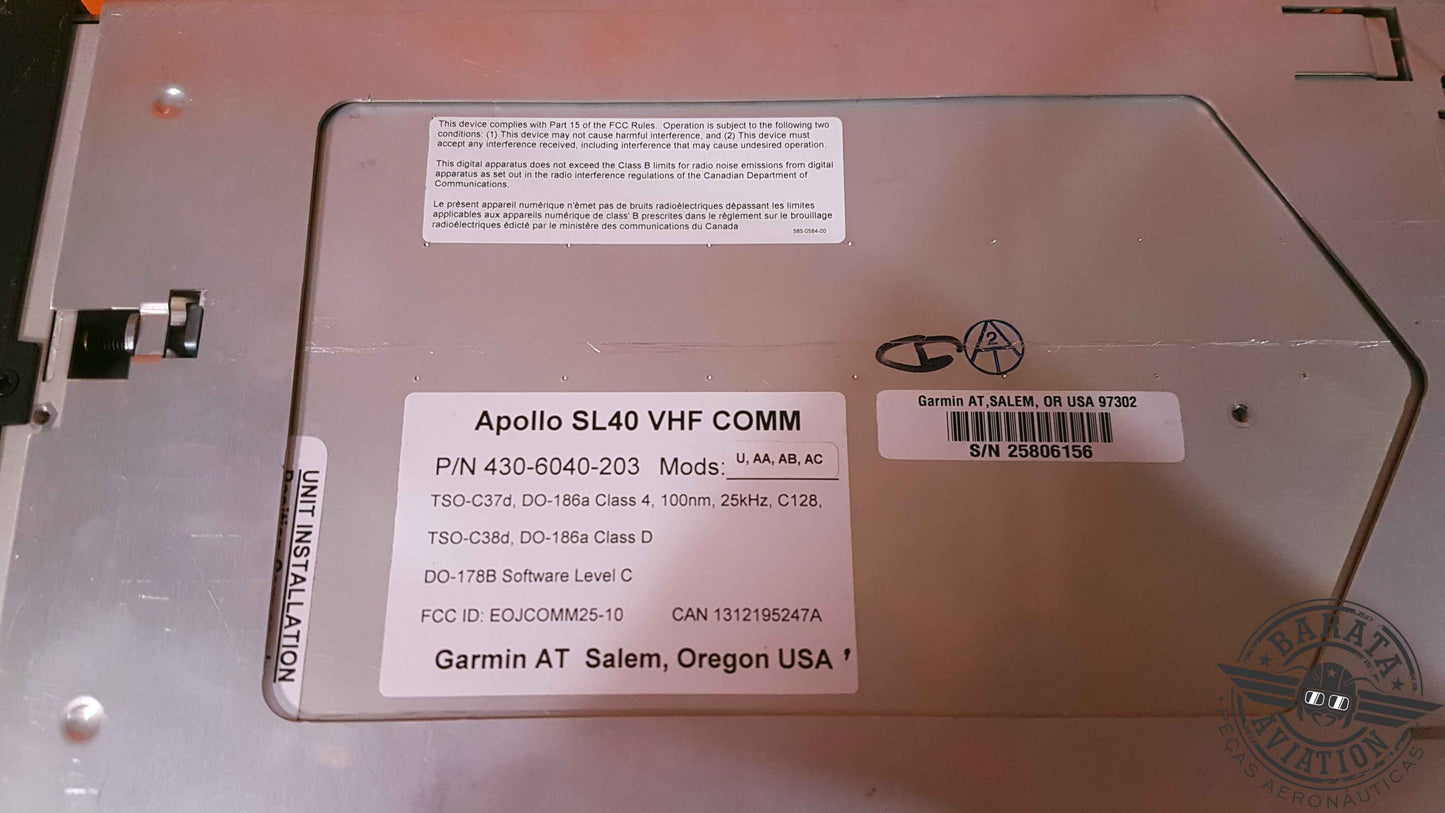 This device complies with Part 15 of the FCC Rules. Operation is subject to the following two
conditions: (1) This device may not cause harmful interference, and (2) This device must
accept any interference received, including interference that may cause undesired operation.
This digital apparatus does not exceed the Class B limits for radio noise emissions from digital
apparatus as set out in the radio interference regulations of the Canadian Department of
Communications.
Le présent appareil numérique n'émet pas de bruits radioélectriques dépassant les limites
applicables aux appareils numérique de class' B prescrites dans le règlement sur le brouillage
radioélectriques édicté par le ministére des communications du Canada
565-0584-00
2
AT
Garmin AT,SALEM, OR USA 97302
S/N 25806156
Apollo SL40 VHF COMM
P/N 430-6040-203 Mods: U, AA, AB, AC
TSO-C37d, DO-186a Class 4, 100nm, 25kHz, C128,
TSO-C38d, DO-186a Class D
DO-178B Software Level C
FCC ID: EOJCOMM25-10 CAN 1312195247A
Garmin AT Salem, Oregon USA
UNIT INSTALLATION
BARATA
AVIATION
PEÇAS AERONÁUTICAS